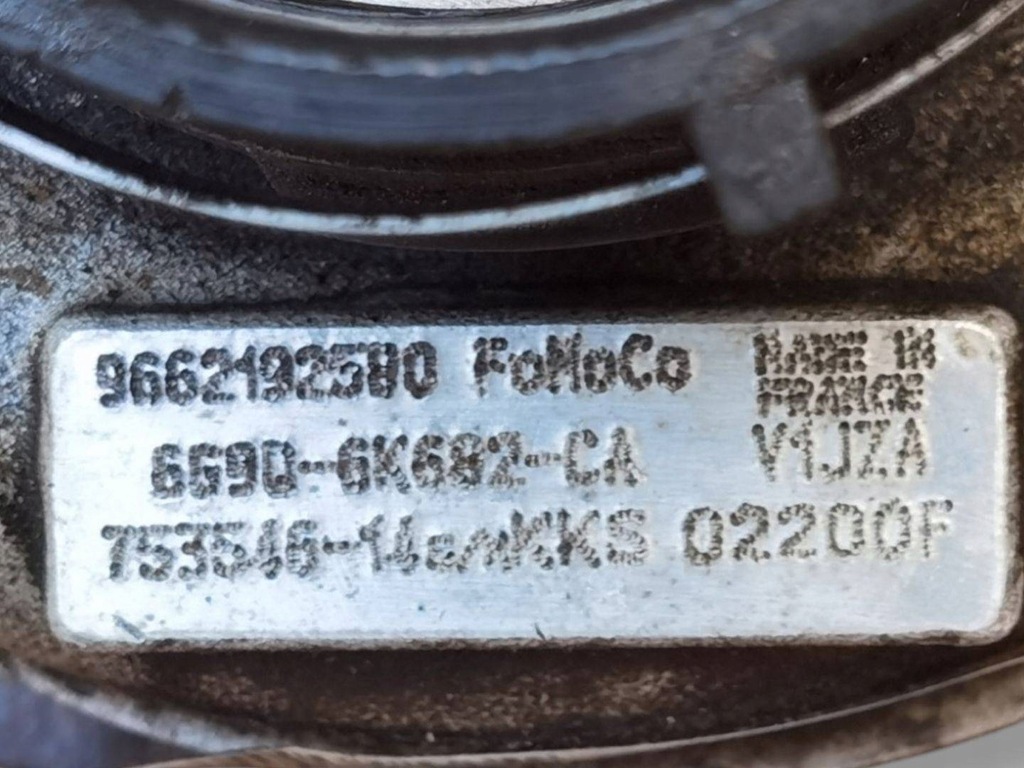 9662192580 FoMoCo MADE IN
FRANCE
6G9Q-6K682-CA V1JZA
753546-14 KKS 02200F